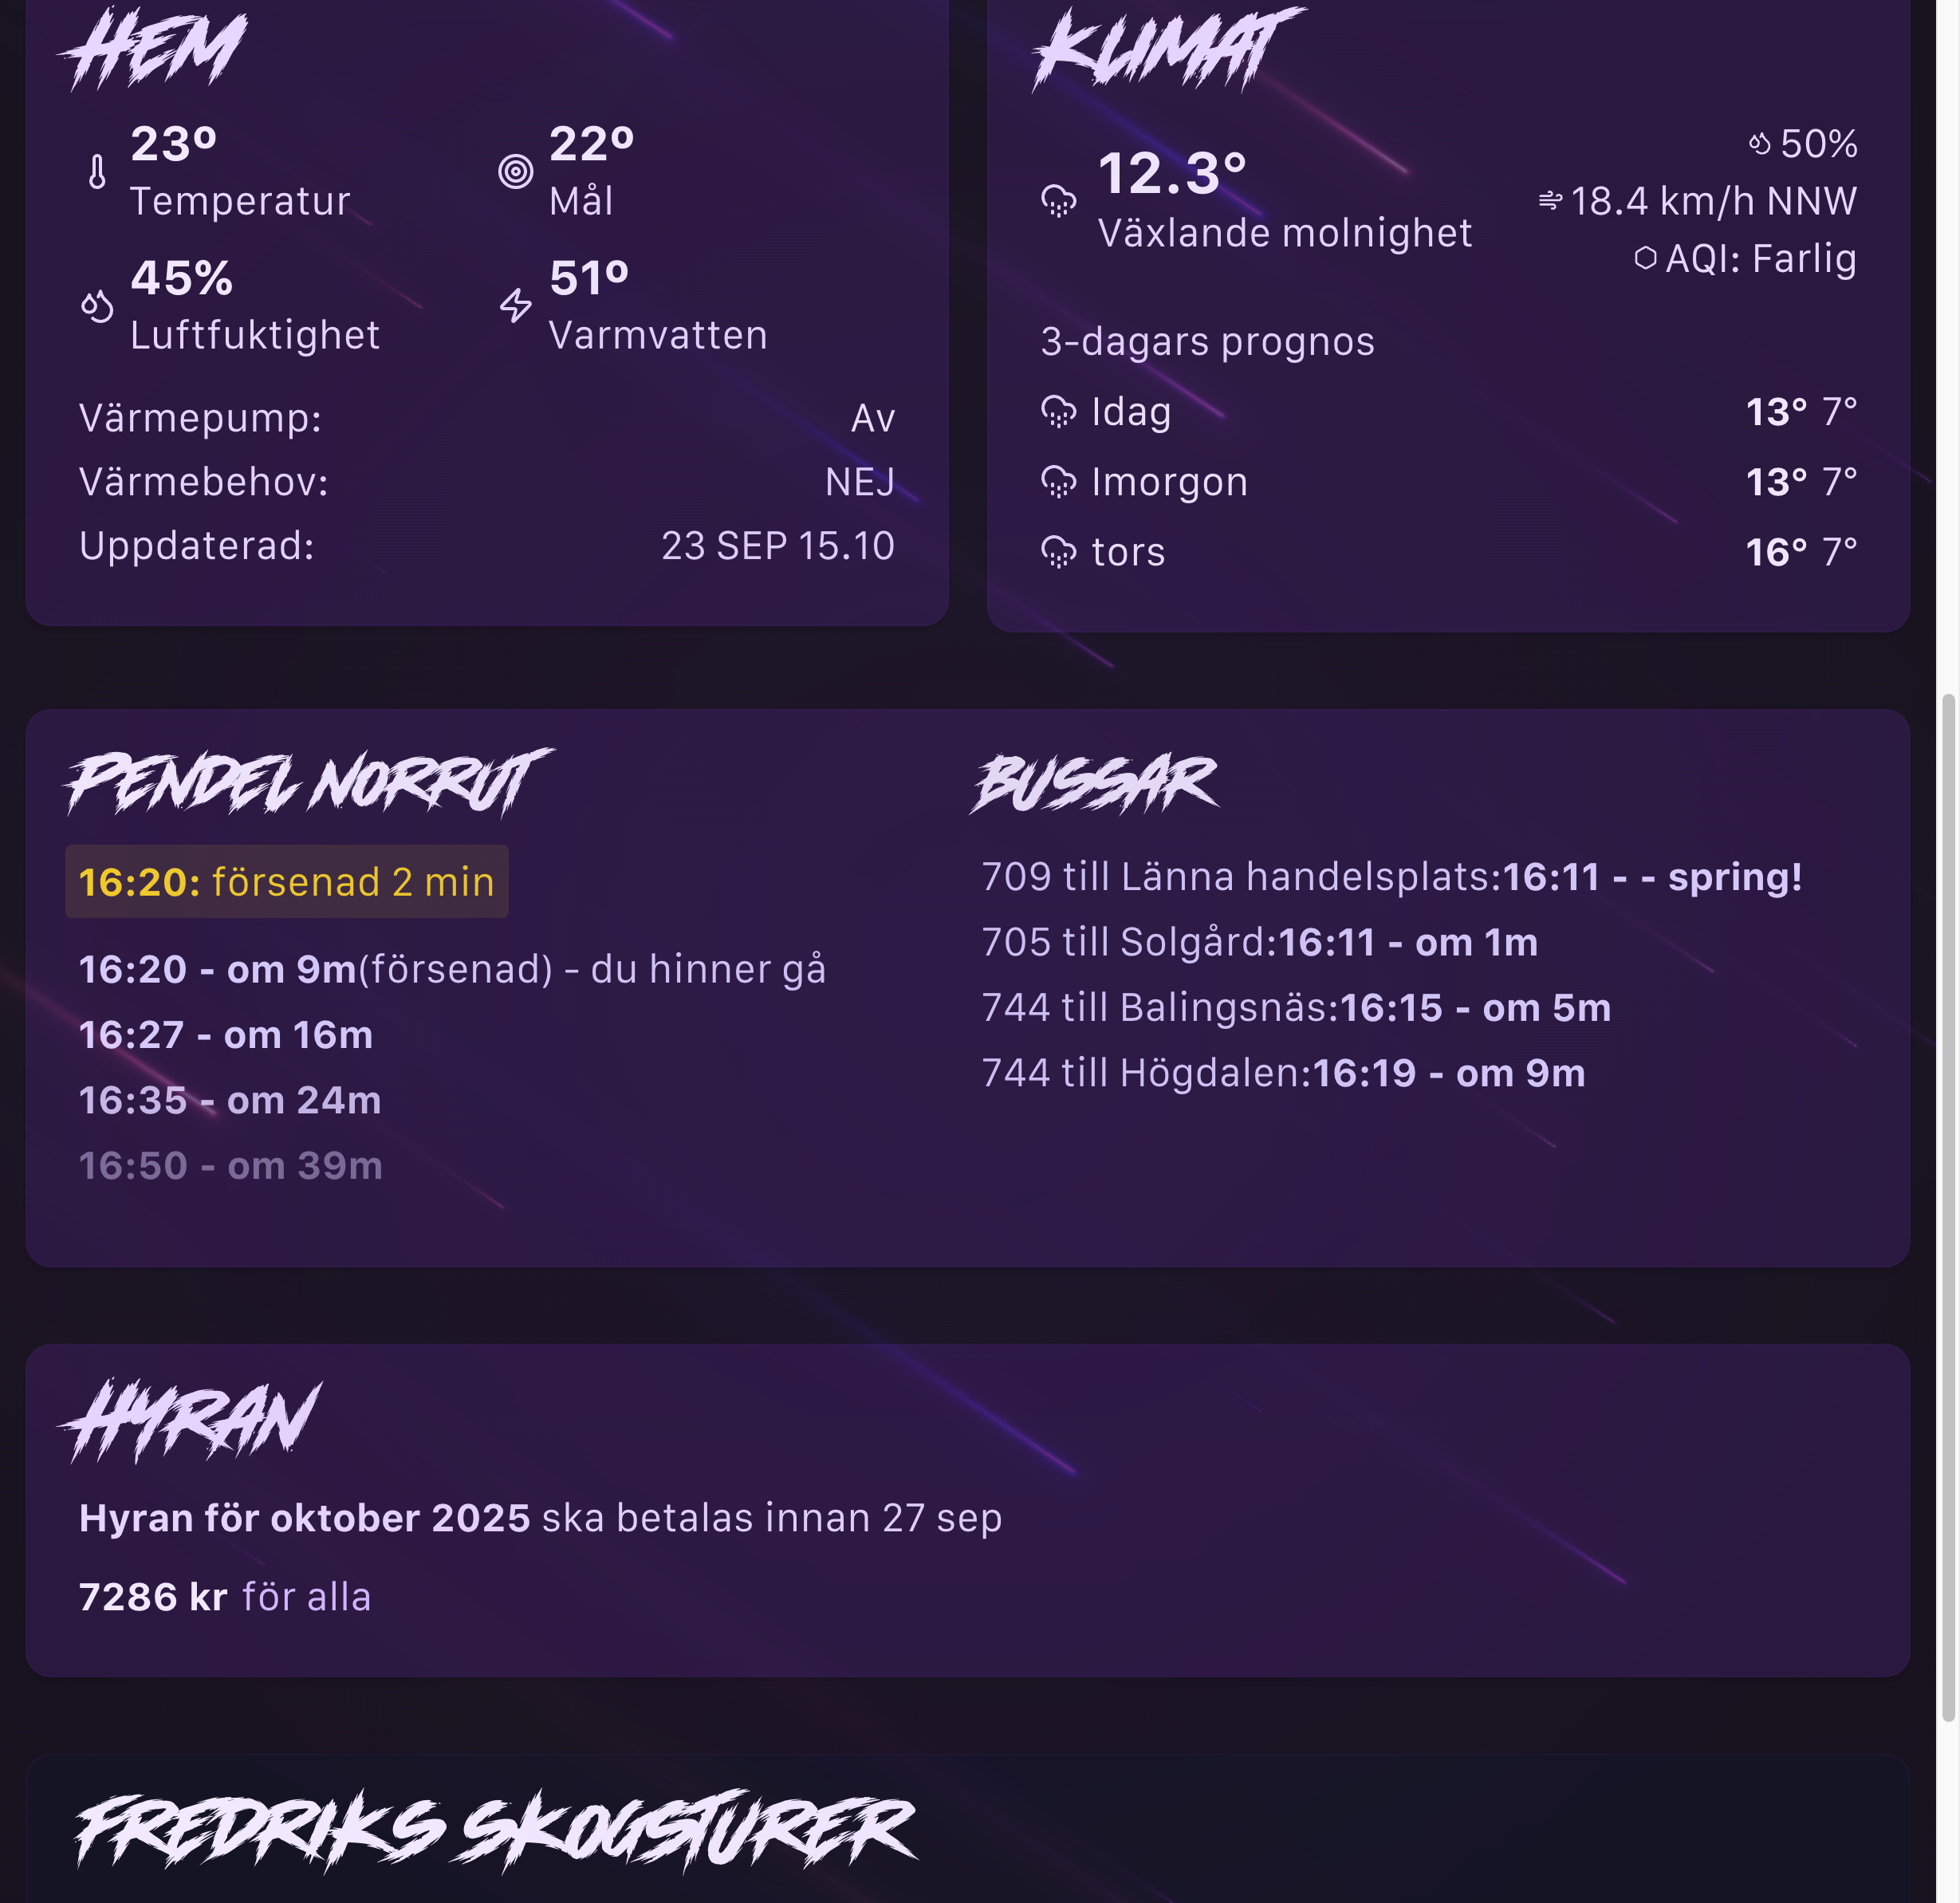 HEM
23º
Temperatur
22º
Mål
45%
Luftfuktighet
51º
Varmvatten
Värmepump: Av
Värmebehov: NEJ
Uppdaterad: 23 SEP 15.10
KLIMAT
12.3°
Växlande molnighet
50%
18.4 km/h NNW
AQI: Farlig
3-dagars prognos
Idag 13° 7°
Imorgon 13° 7°
tors 16° 7°
PENDEL NORRUT
16:20: försenad 2 min
16:20 - om 9m(försenad) - du hinner gå
16:27 - om 16m
16:35 - om 24m
16:50 - om 39m
BUSSAR
709 till Länna handelsplats:16:11 - - spring!
705 till Solgård:16:11 - om 1m
744 till Balingsnäs:16:15 - om 5m
744 till Högdalen:16:19 - om 9m
HYRAN
Hyran för oktober 2025 ska betalas innan 27 sep
7286 kr för alla
FREDRIKS SKOGSTURER